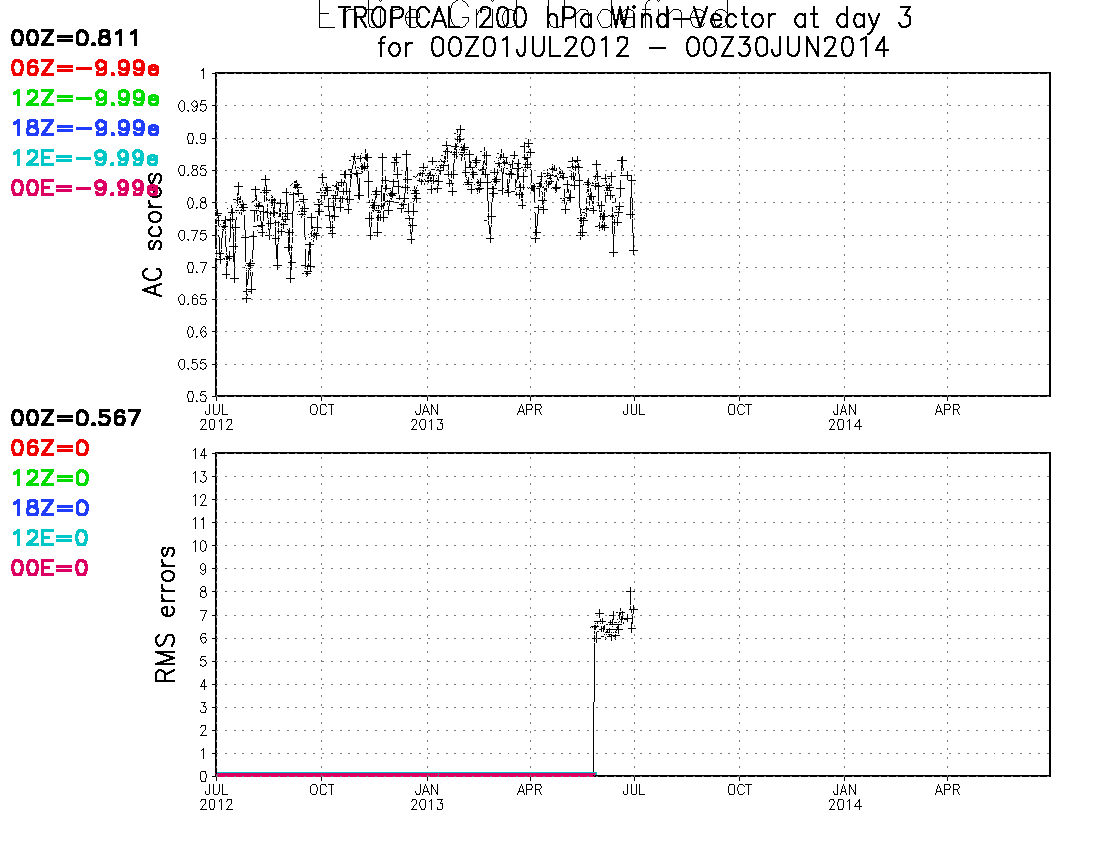 Entire Grid Undefined
TROPICAL 200 hPa Wind-Vector at day 3
for 00Z01JUL2012 - 00Z30JUN2014
00Z=0.811
06Z=-9.99e
12Z=-9.99e
18Z=-9.99e
12E=-9.99e
00E=-9.99e
AC scores
1
0.95
0.9
0.85
0.8
0.75
0.7
0.65
0.6
0.55
0.5
JUL OCT JAN APR JUL OCT JAN APR
2012 2013 2014
00Z=0.567
06Z=0
12Z=0
18Z=0
12E=0
00E=0
RMS errors
14
13
12
11
10
9
8
7
6
5
4
3
2
1
0
JUL OCT JAN APR JUL OCT JAN APR
2012 2013 2014